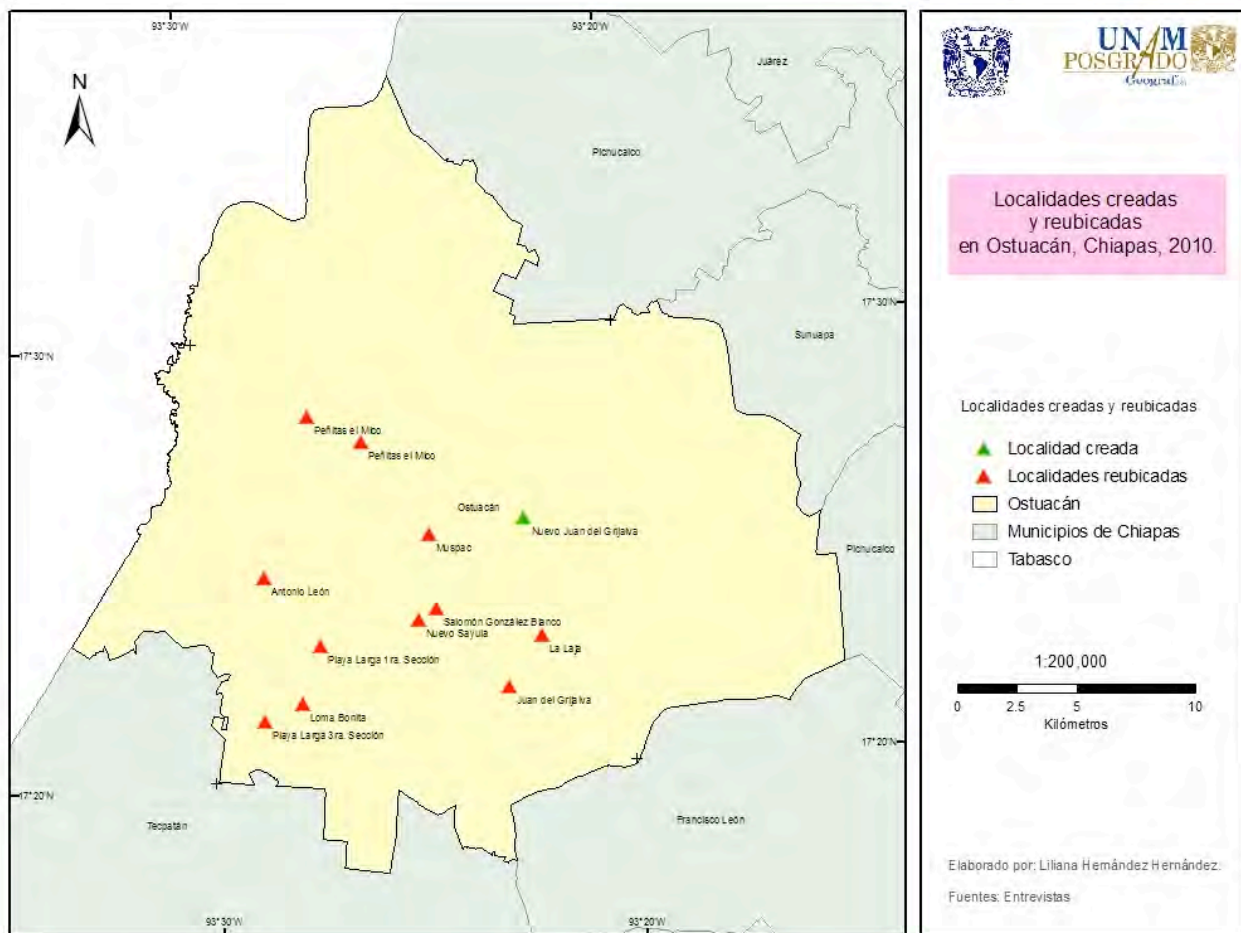 93°30'W
93°20'W
N
Juárez
Pichucalco
17°30'N
Sunuapa
17°30'N
Peñitas el Mico
Peñitas el Mico
Ostuacán
Nuevo Juan del Grijalva
Muspac
Pichucalco
Antonio León
Salomón González Blanco
Nuevo Sayula
La Laja
Playa Larga 1ra. Sección
Juan del Grijalva
Loma Bonita
Playa Larga 3ra. Sección
17°20'N
17°20'N
Tecpatán
Francisco León
93°30'W
93°20'W
UNAM
POSGRADO
Geografía
Localidades creadas
y reubicadas
en Ostuacán, Chiapas, 2010.
Localidades creadas y reubicadas
Localidad creada
Localidades reubicadas
Ostuacán
Municipios de Chiapas
Tabasco
1:200,000
0 2.5 5 10
Kilómetros
Elaborado por: Liliana Hernández Hernández.
Fuentes: Entrevistas